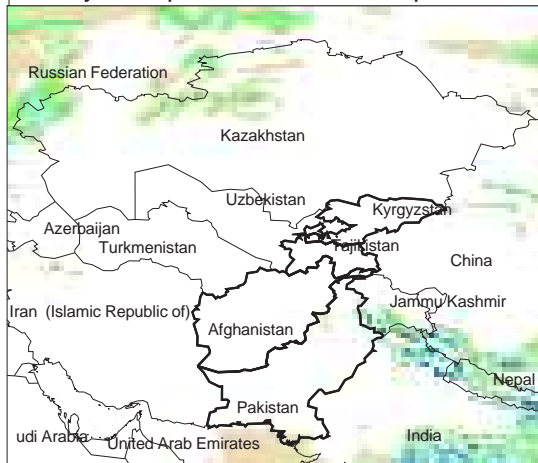 Russian Federation
Kazakhstan
Uzbekistan
Kyrgyzstan
Azerbaijan
Turkmenistan
Tajikistan
China
Iran (Islamic Republic of)
Jammu Kashmir
Afghanistan
Nepal
Pakistan
udi Arabia
United Arab Emirates
India